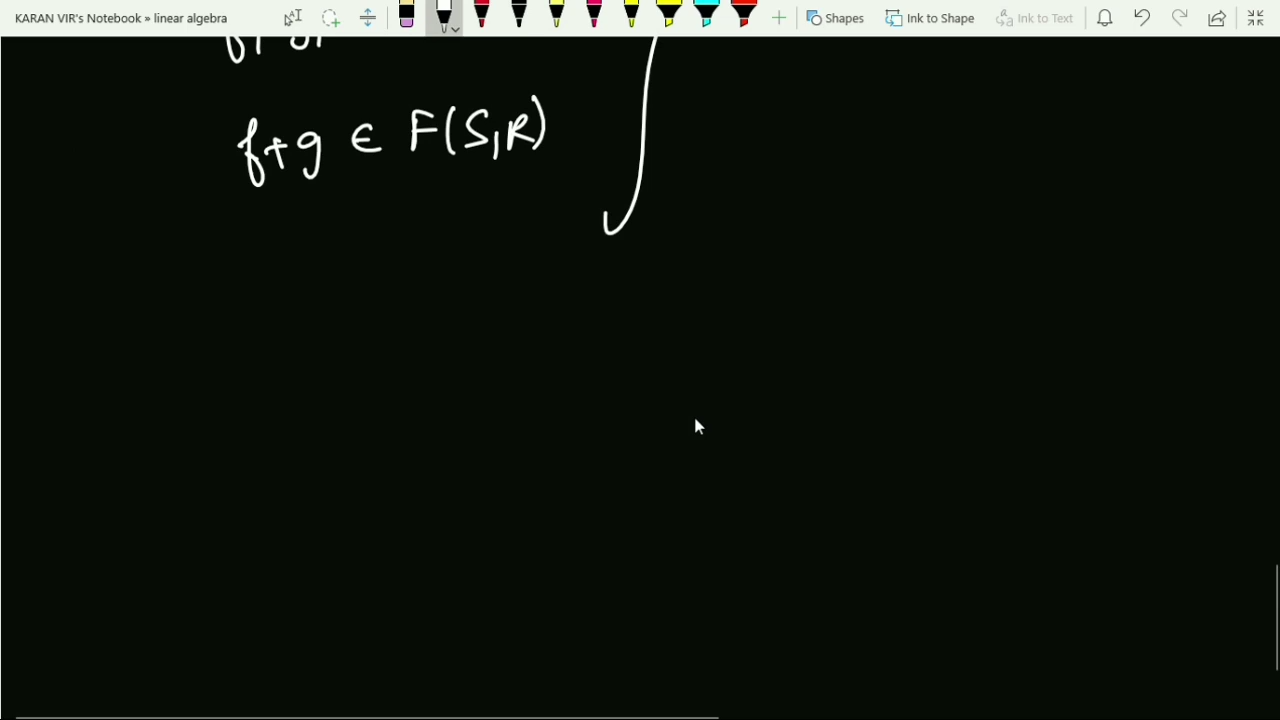 KARAN VIR's Notebook » linear algebra
Shapes
Ink to Shape
Ink to Text
f+g ∈ F(S,R)